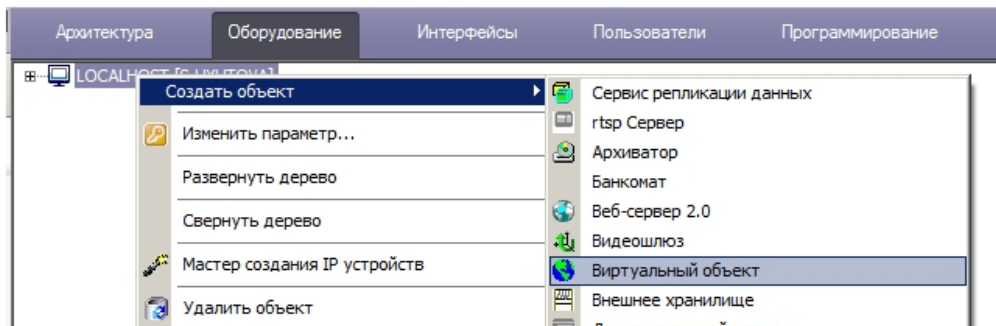 Архитектура Оборудование Интерфейсы Пользователи Программирование
LOCALHOST
Создать объект
Изменить параметр...
Развернуть дерево
Свернуть дерево
Мастер создания IP устройств
Удалить объект
Сервис репликации данных
rtsp Сервер
Архиватор
Банкомат
Веб-сервер 2.0
Видеошлюз
Виртуальный объект
Внешнее хранилище